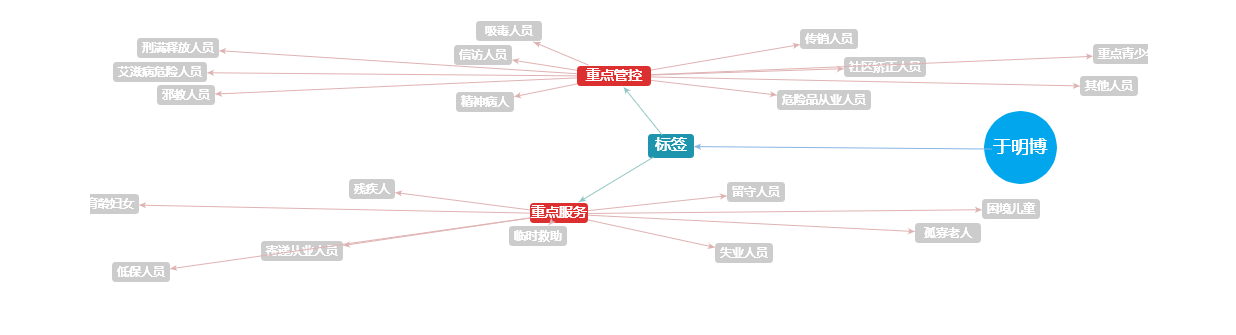 吸毒人员
传销人员
刑满释放人员
信访人员
重点青少
社区矫正人员
艾滋病危险人员
重点管控
其他人员
邪教人员
精神病人
危险品从业人员
标签
于明博
残疾人
留守人员
育龄妇女
重点服务
困境儿童
临时救助
孤寡老人
寄递从业人员
失业人员
低保人员